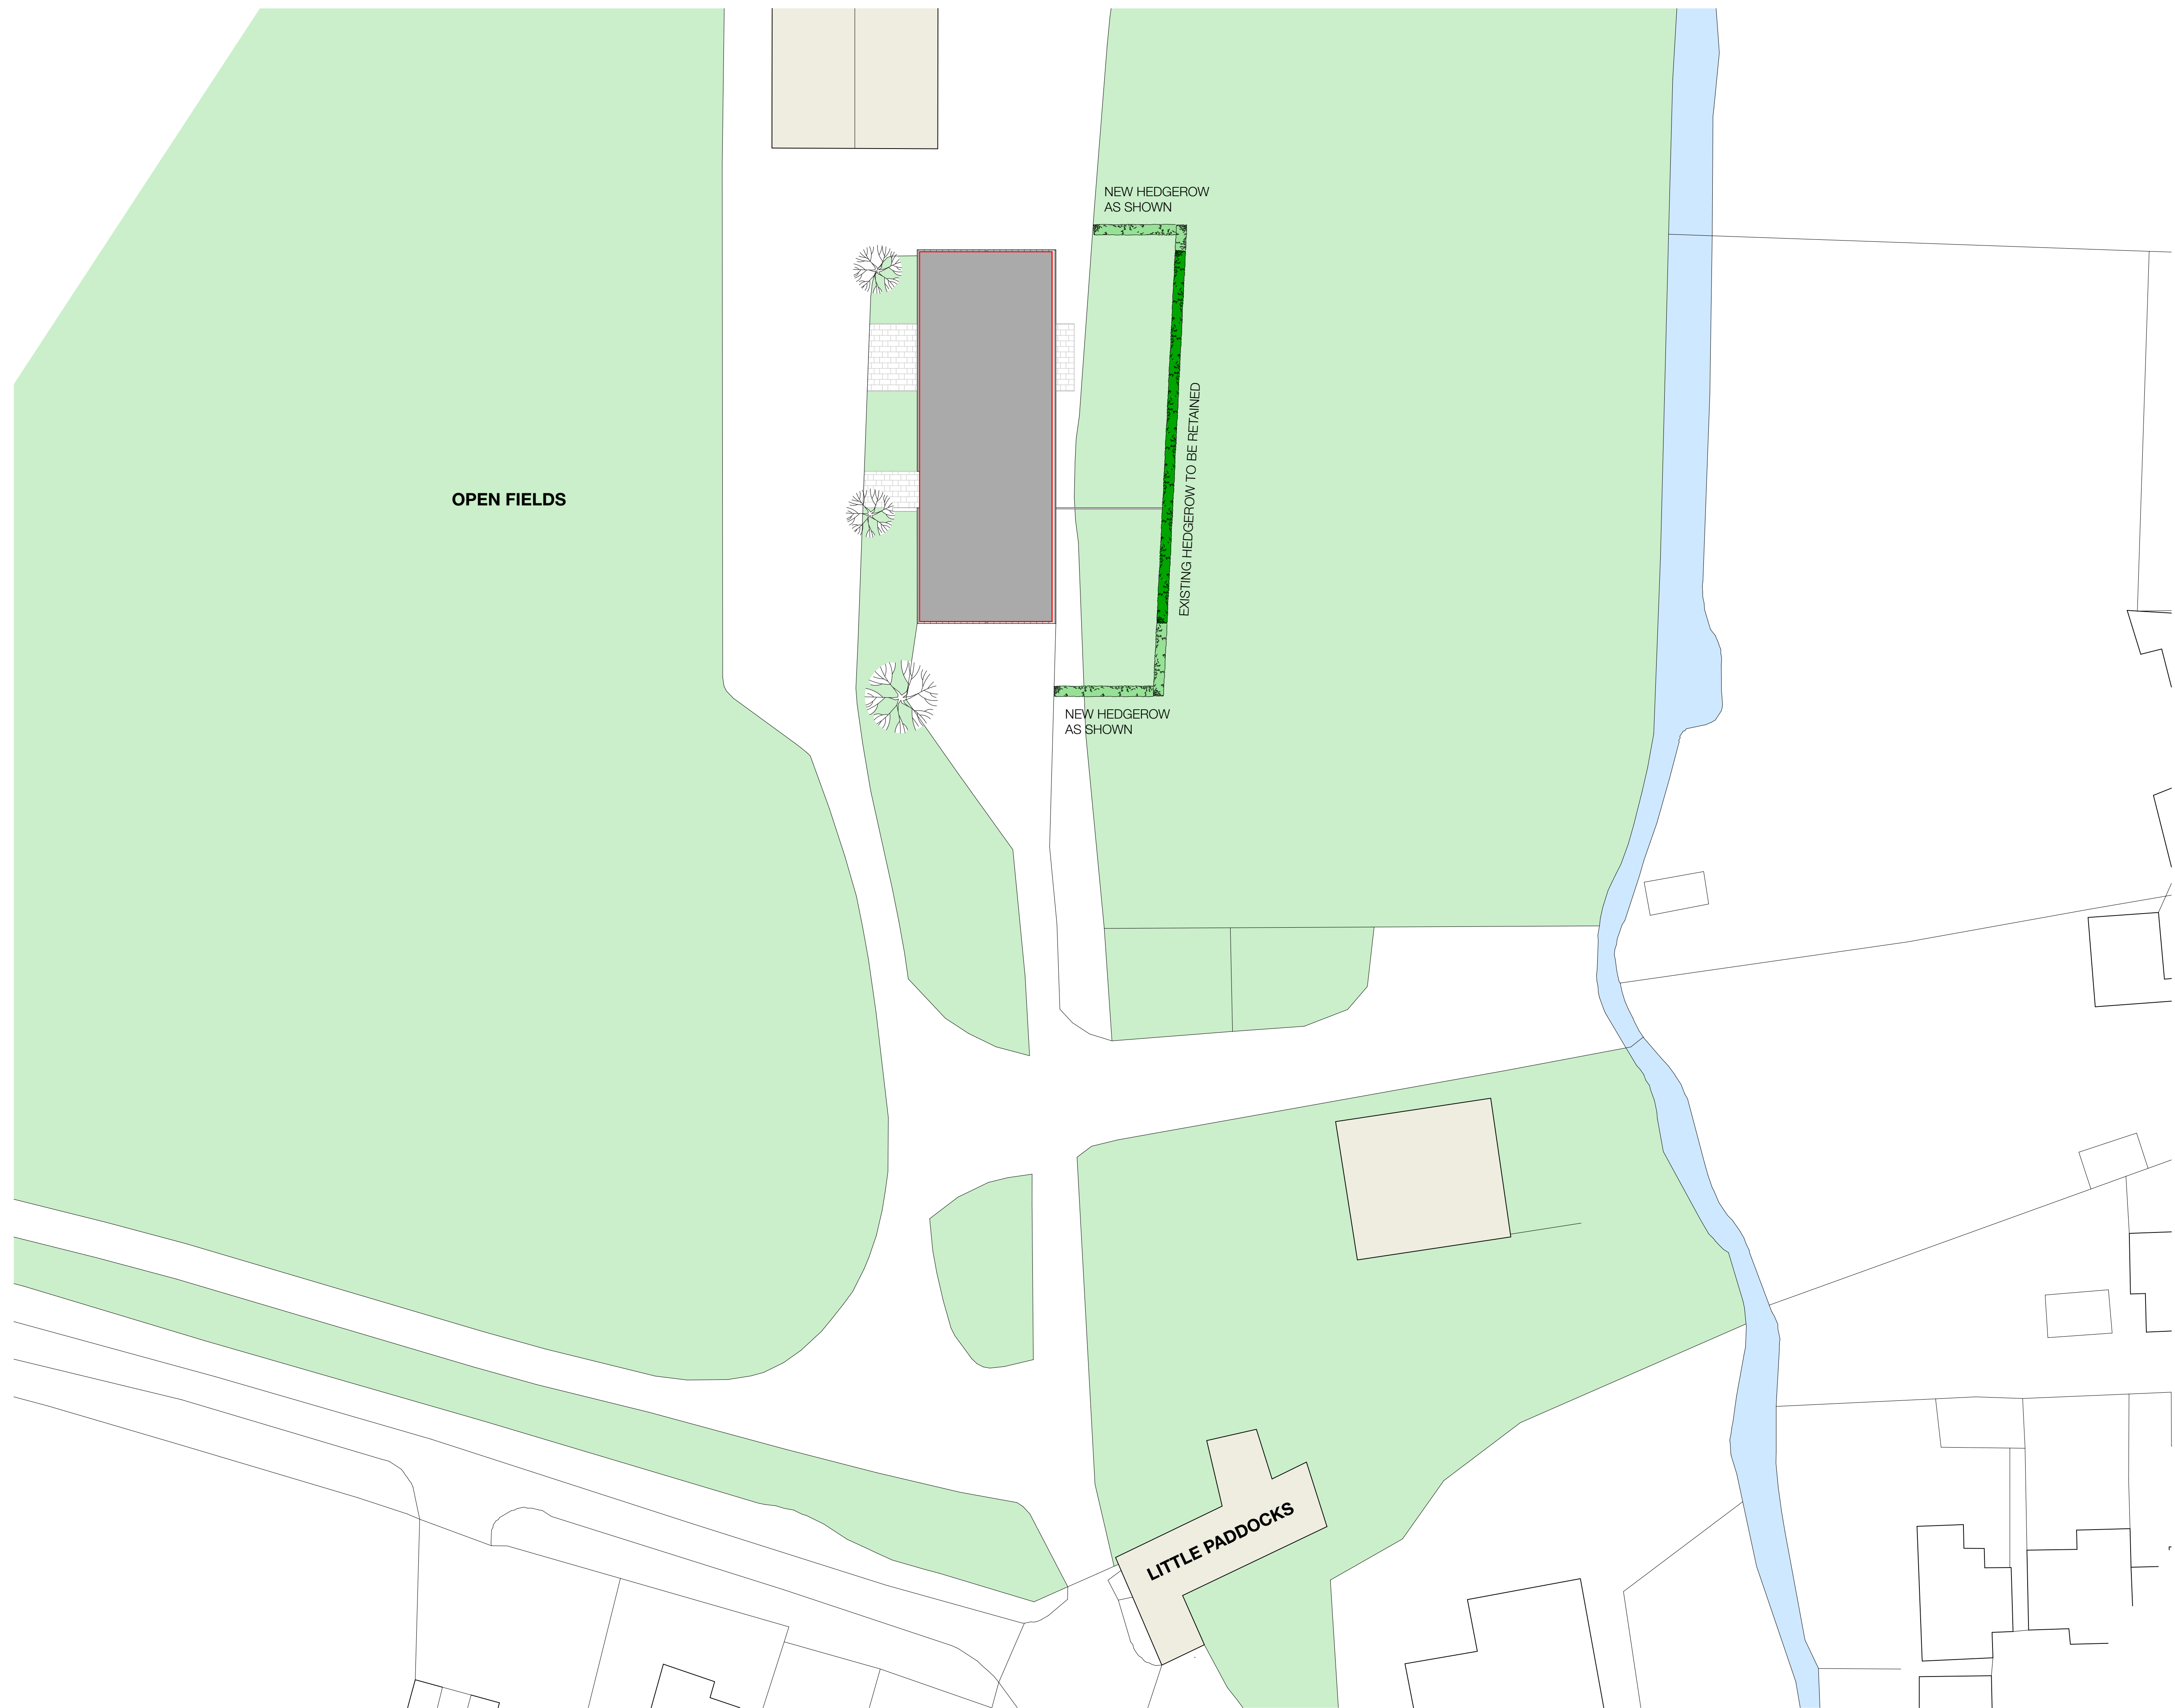 NEW HEDGEROW
AS SHOWN
OPEN FIELDS
EXISTING HEDGEROW TO BE RETAINED
NEW HEDGEROW
AS SHOWN
LITTLE PADDOCKS